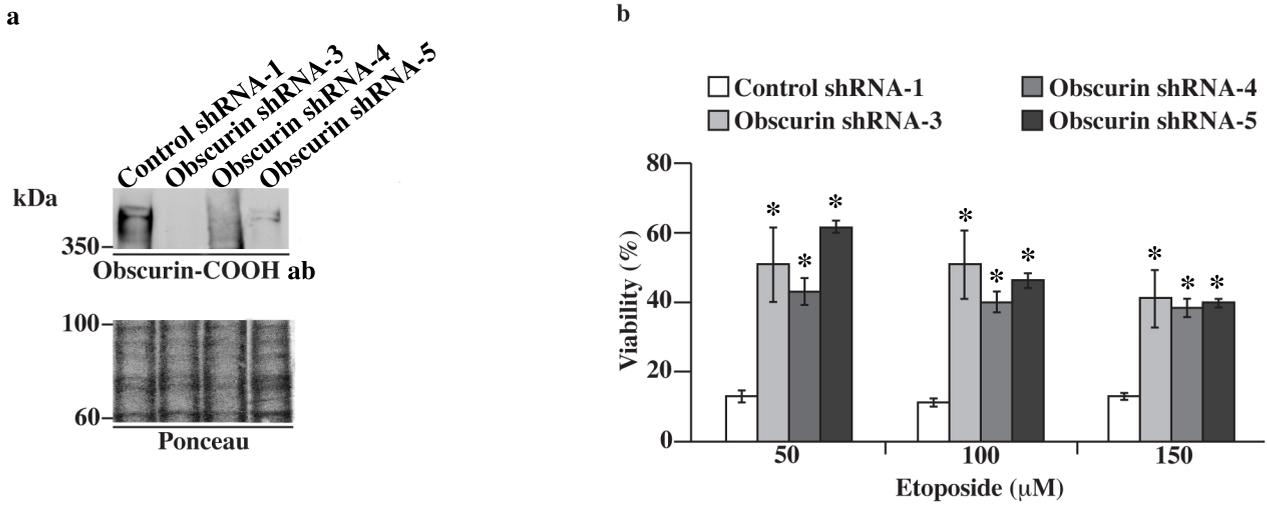 a
Control shRNA-1
Obscurin shRNA-3
Obscurin shRNA-4
Obscurin shRNA-5
kDa
350
Obscurin-COOH ab
100
60
Ponceau
b
Control shRNA-1
Obscurin shRNA-3
Obscurin shRNA-4
Obscurin shRNA-5
Viability (%)
80
60
40
20
0
* * *
* * *
* * *
50 100 150
Etoposide (μM)